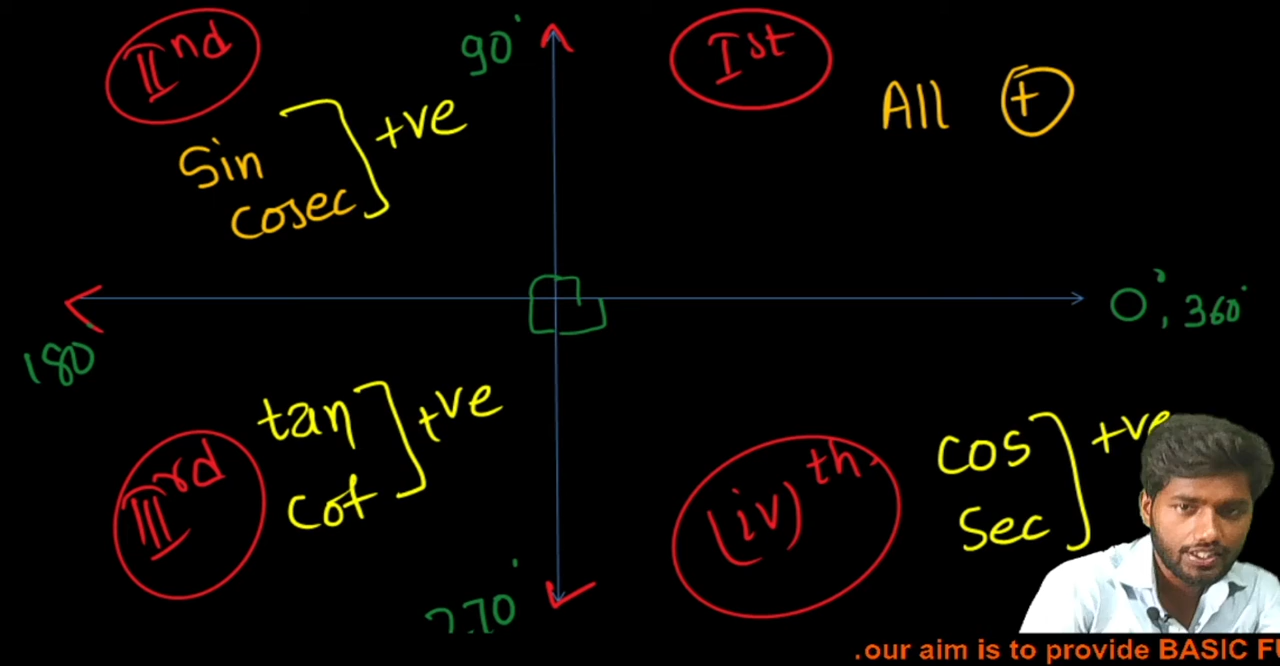 IInd
90°
Ist
All +
Sin
cosec
+ve
180
0°, 360°
IIIrd
tan
cot
+ve
(iv)th
cos
Sec
+ve
270°
.our aim is to provide BASIC